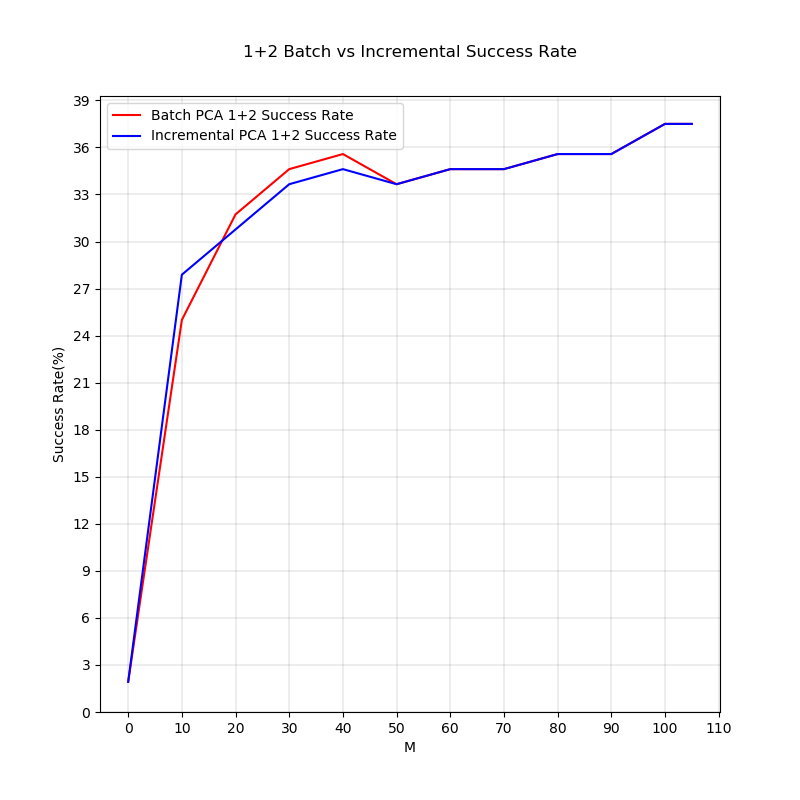 1+2 Batch vs Incremental Success Rate
Batch PCA 1+2 Success Rate
Incremental PCA 1+2 Success Rate
Success Rate(%)
39
36
33
30
27
24
21
18
15
12
9
6
3
0
0 10 20 30 40 50 60 70 80 90 100 110
M